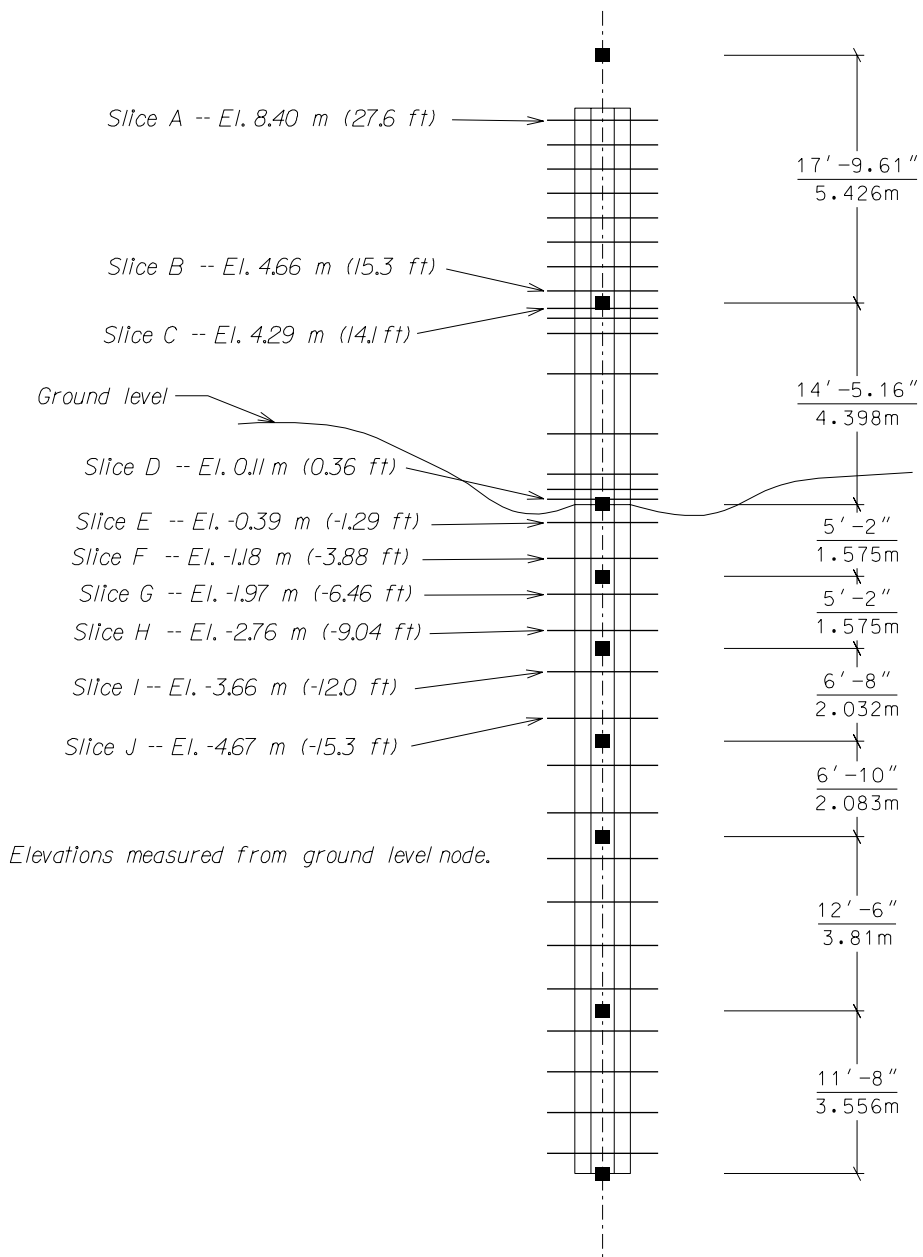 Slice A -- El. 8.40 m (27.6 ft)
17'-9.61"
5.426m
Slice B -- El. 4.66 m (15.3 ft)
Slice C -- El. 4.29 m (14.1 ft)
Ground level
14'-5.16"
4.398m
Slice D -- El. 0.11 m (0.36 ft)
Slice E -- El. -0.39 m (-1.29 ft)
5'-2"
1.575m
Slice F -- El. -1.18 m (-3.88 ft)
Slice G -- El. -1.97 m (-6.46 ft)
5'-2"
1.575m
Slice H -- El. -2.76 m (-9.04 ft)
Slice I -- El. -3.66 m (-12.0 ft)
6'-8"
2.032m
Slice J -- El. -4.67 m (-15.3 ft)
6'-10"
2.083m
Elevations measured from ground level node.
12'-6"
3.81m
11'-8"
3.556m